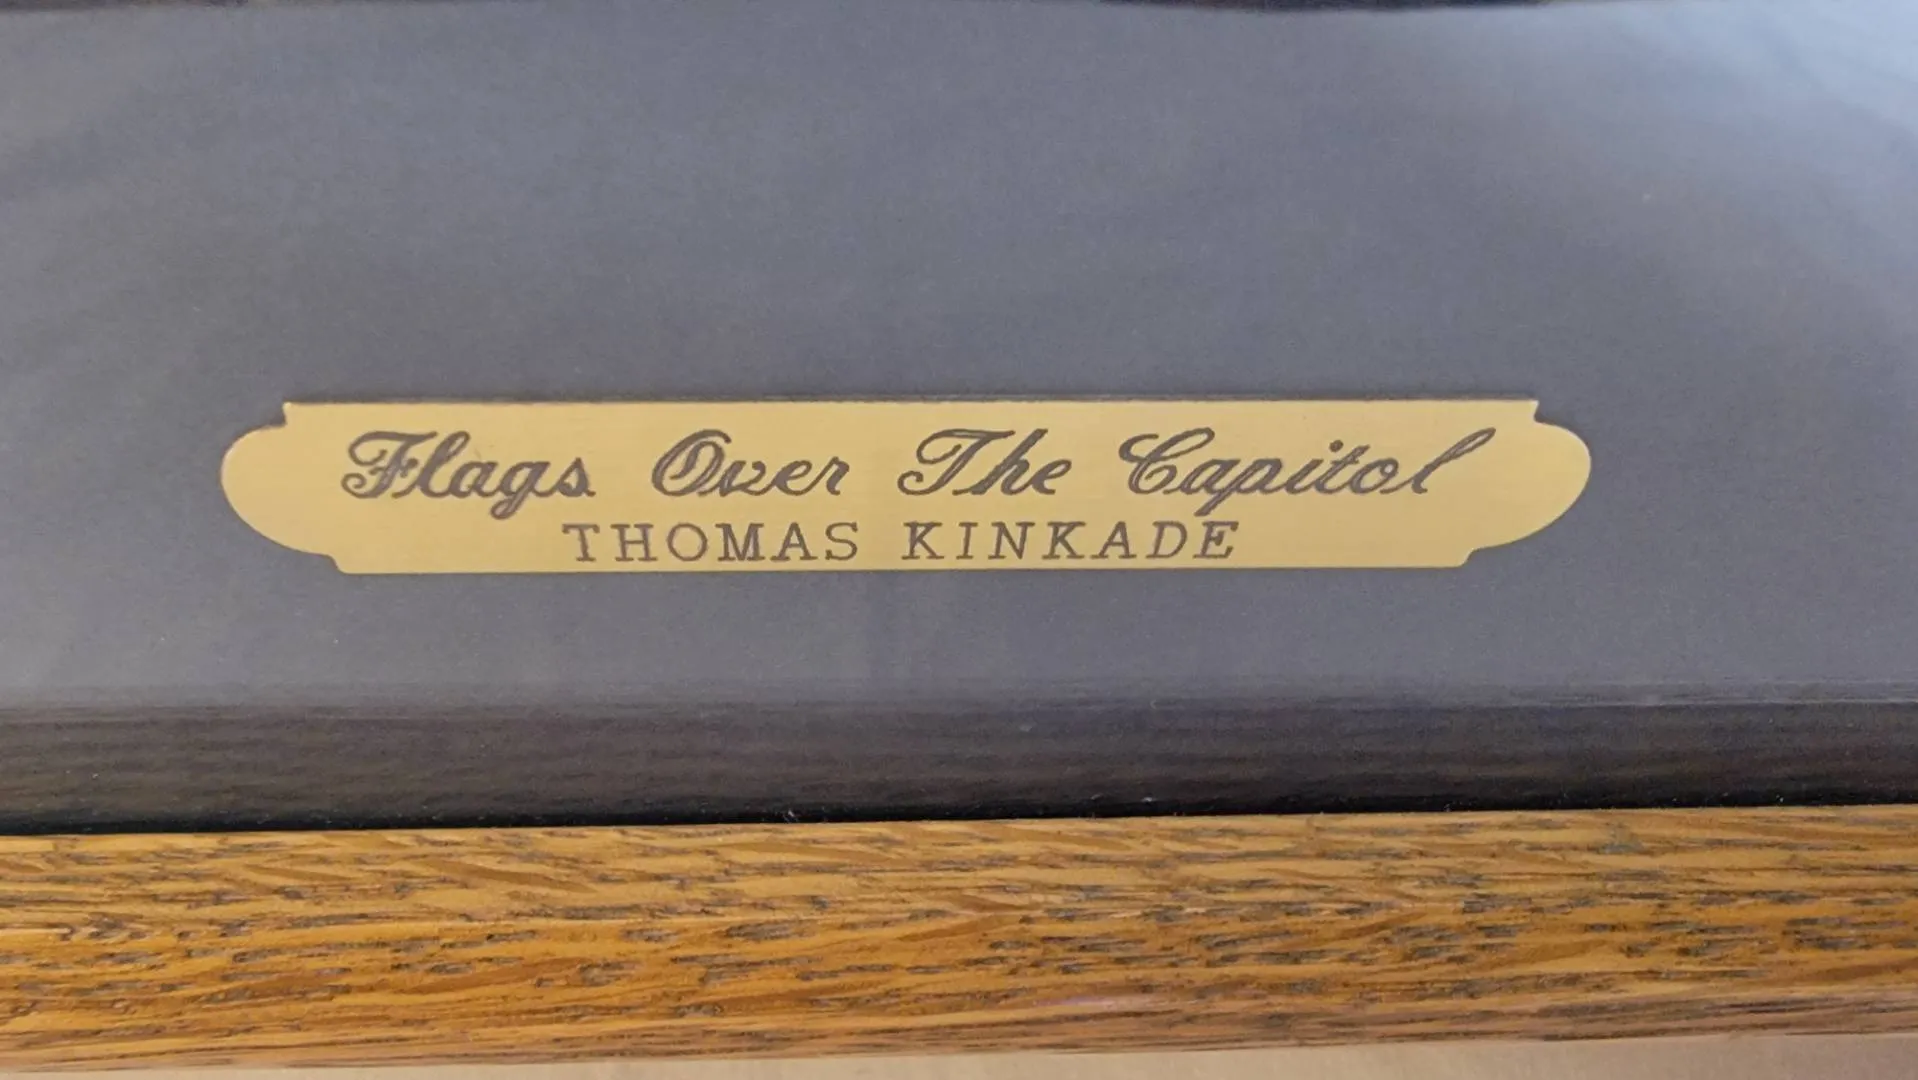 Flags Over The Capitol
THOMAS KINKADE